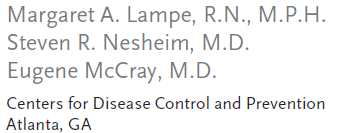 Margaret A. Lampe, R.N., M.P.H.
Steven R. Nesheim, M.D.
Eugene McCray, M.D.
Centers for Disease Control and Prevention
Atlanta, GA